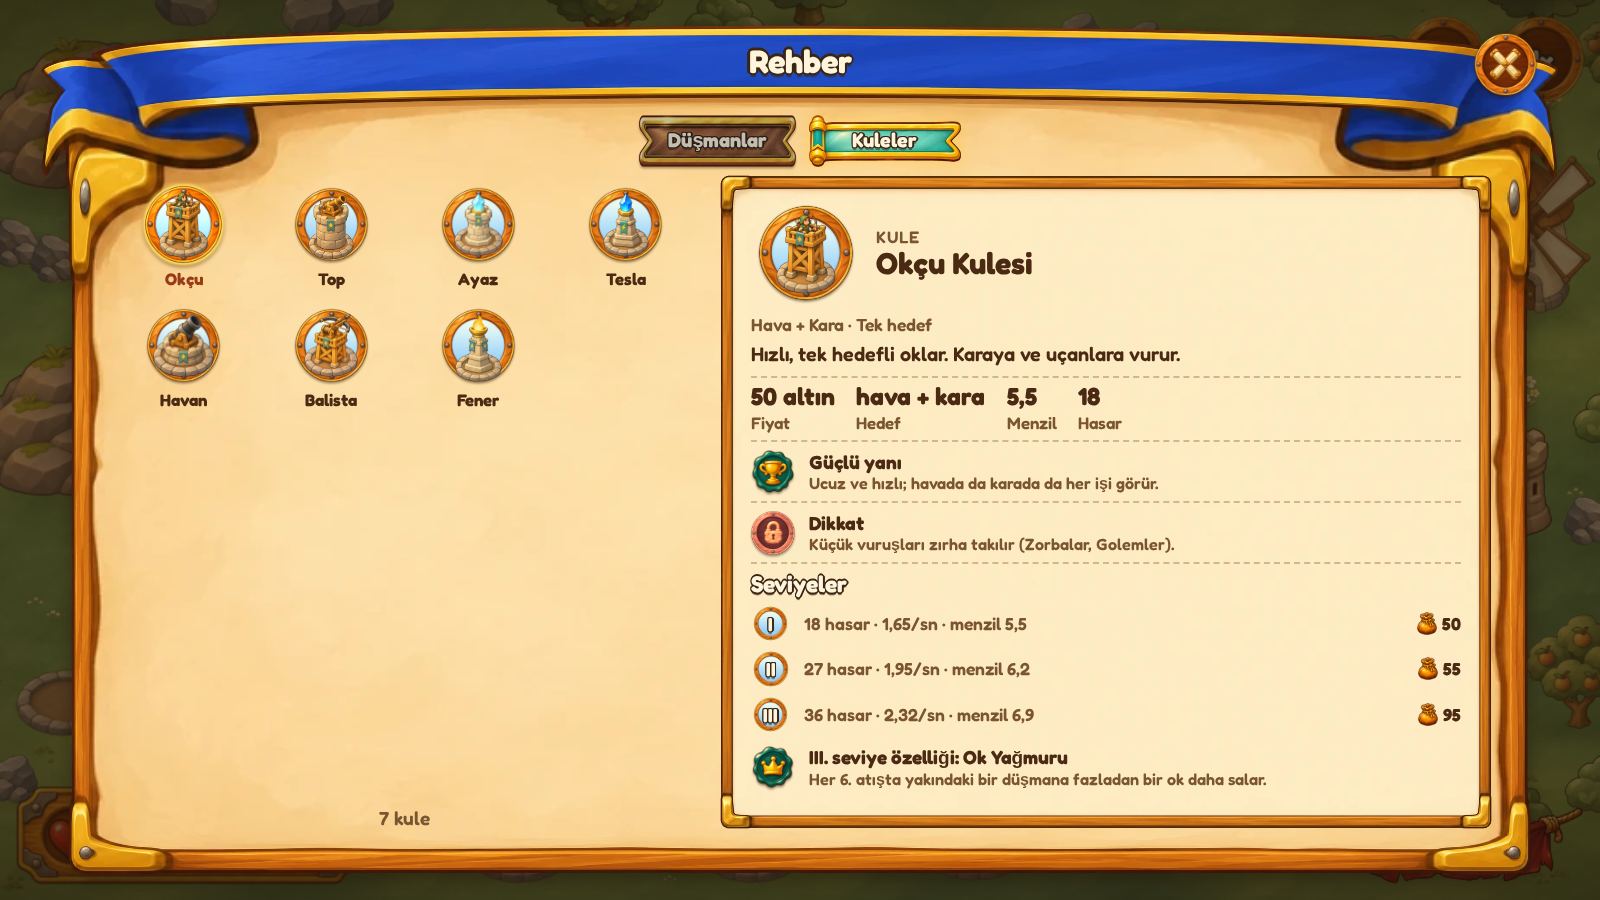 Rehber
Düşmanlar
Kuleler
Okçu
Top
Ayaz
Tesla
Havan
Balista
Fener
7 kule
KULE
Okçu Kulesi
Hava + Kara · Tek hedef
Hızlı, tek hedefli oklar. Karaya ve uçanlara vurur.
50 altın hava + kara 5,5 18
Fiyat Hedef Menzil Hasar
Güçlü yanı
Ucuz ve hızlı; havada da karada da her işi görür.
Dikkat
Küçük vuruşları zırha takılır (Zorbalar, Golemler).
Seviyeler
I 18 hasar · 1,65/sn · menzil 5,5 50
II 27 hasar · 1,95/sn · menzil 6,2 55
III 36 hasar · 2,32/sn · menzil 6,9 95
III. seviye özelliği: Ok Yağmuru
Her 6. atışta yakındaki bir düşmana fazladan bir ok daha salar.